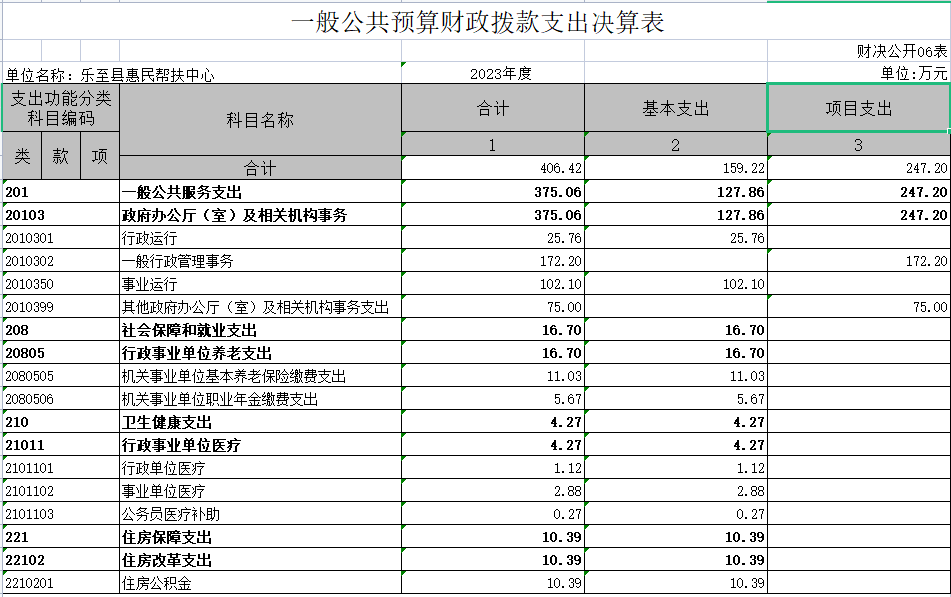 一般公共预算财政拨款支出决算表
财决公开06表
单位名称：乐至县惠民帮扶中心 2023年度 单位:万元
支出功能分类科目编码 科目名称 合计 基本支出 项目支出
类 款 项 1 2 3
合计 406.42 159.22 247.20
201 一般公共服务支出 375.06 127.86 247.20
20103 政府办公厅（室）及相关机构事务 375.06 127.86 247.20
2010301 行政运行 25.76 25.76
2010302 一般行政管理事务 172.20 172.20
2010350 事业运行 102.10 102.10
2010399 其他政府办公厅（室）及相关机构事务支出 75.00 75.00
208 社会保障和就业支出 16.70 16.70
20805 行政事业单位养老支出 16.70 16.70
2080505 机关事业单位基本养老保险缴费支出 11.03 11.03
2080506 机关事业单位职业年金缴费支出 5.67 5.67
210 卫生健康支出 4.27 4.27
21011 行政事业单位医疗 4.27 4.27
2101101 行政单位医疗 1.12 1.12
2101102 事业单位医疗 2.88 2.88
2101103 公务员医疗补助 0.27 0.27
221 住房保障支出 10.39 10.39
22102 住房改革支出 10.39 10.39
2210201 住房公积金 10.39 10.39